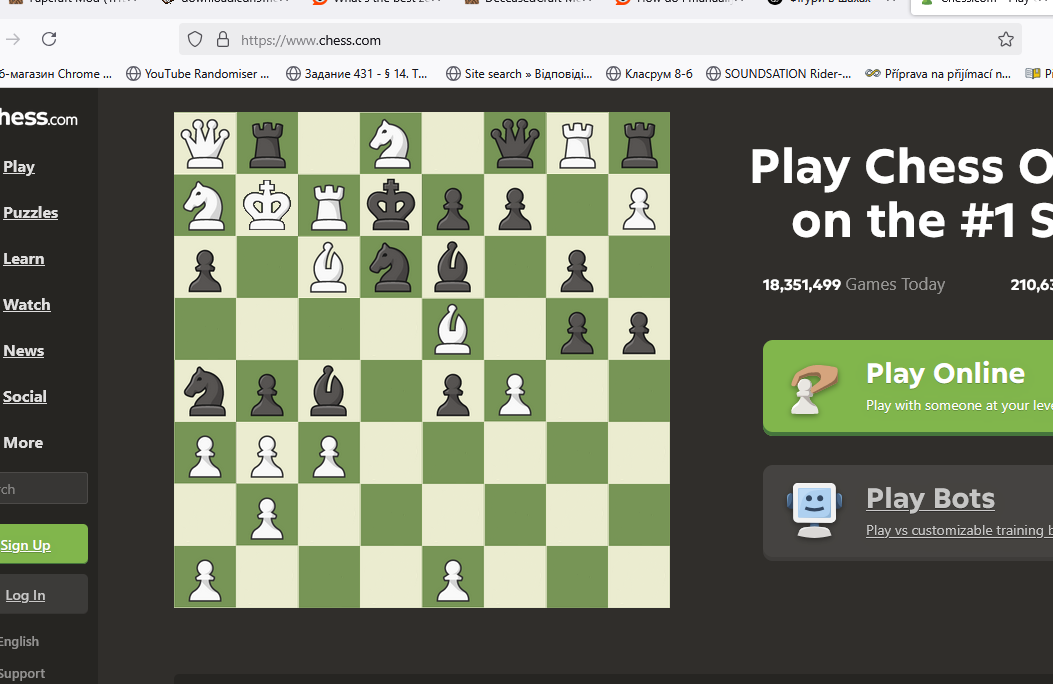 https://www.chess.com
б-магазин Chrome ... YouTube Randomiser ... Задание 431 - § 14. Т... Site search » Відповіді... Класрум 8-б SOUNDSATION Rider-... Příprava na přijímací n...
hess.com
Play
Puzzles
Learn
Watch
News
Social
More
rch
Sign Up
Log In
English
Support
Play Chess O
on the #1 S
18,351,499 Games Today 210,63
Play Online
Play with someone at your leve
Play Bots
Play vs customizable training b